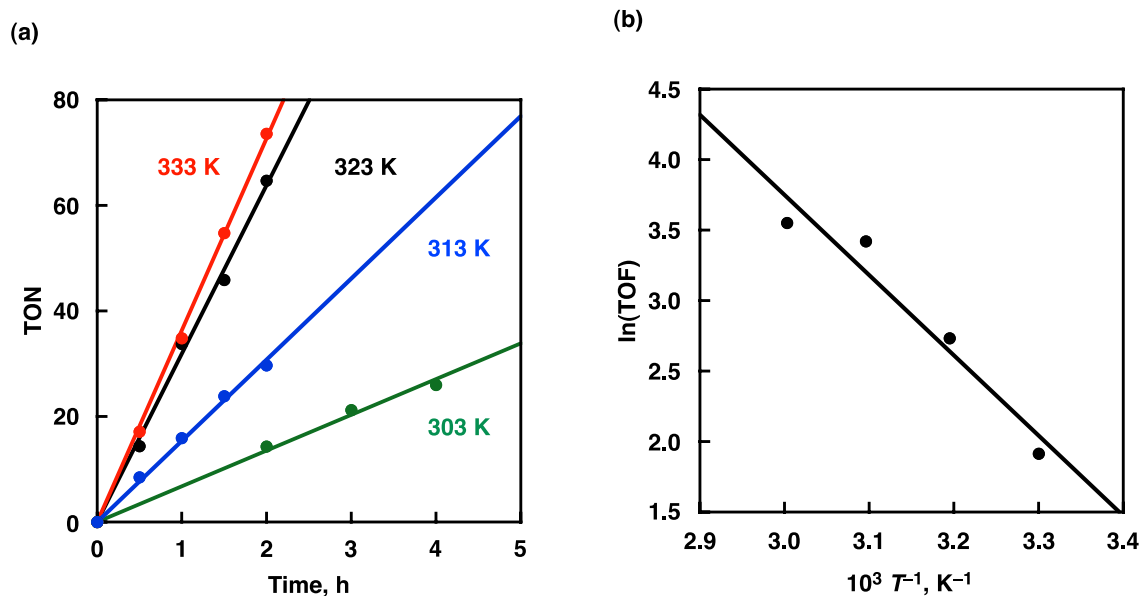 (a)
80
60
40
20
0
TON
333 K
323 K
313 K
303 K
0 1 2 3 4 5
Time, h
(b)
4.5
4.0
3.5
3.0
2.5
2.0
1.5
ln(TOF)
2.9 3.0 3.1 3.2 3.3 3.4
10³ T⁻¹, K⁻¹